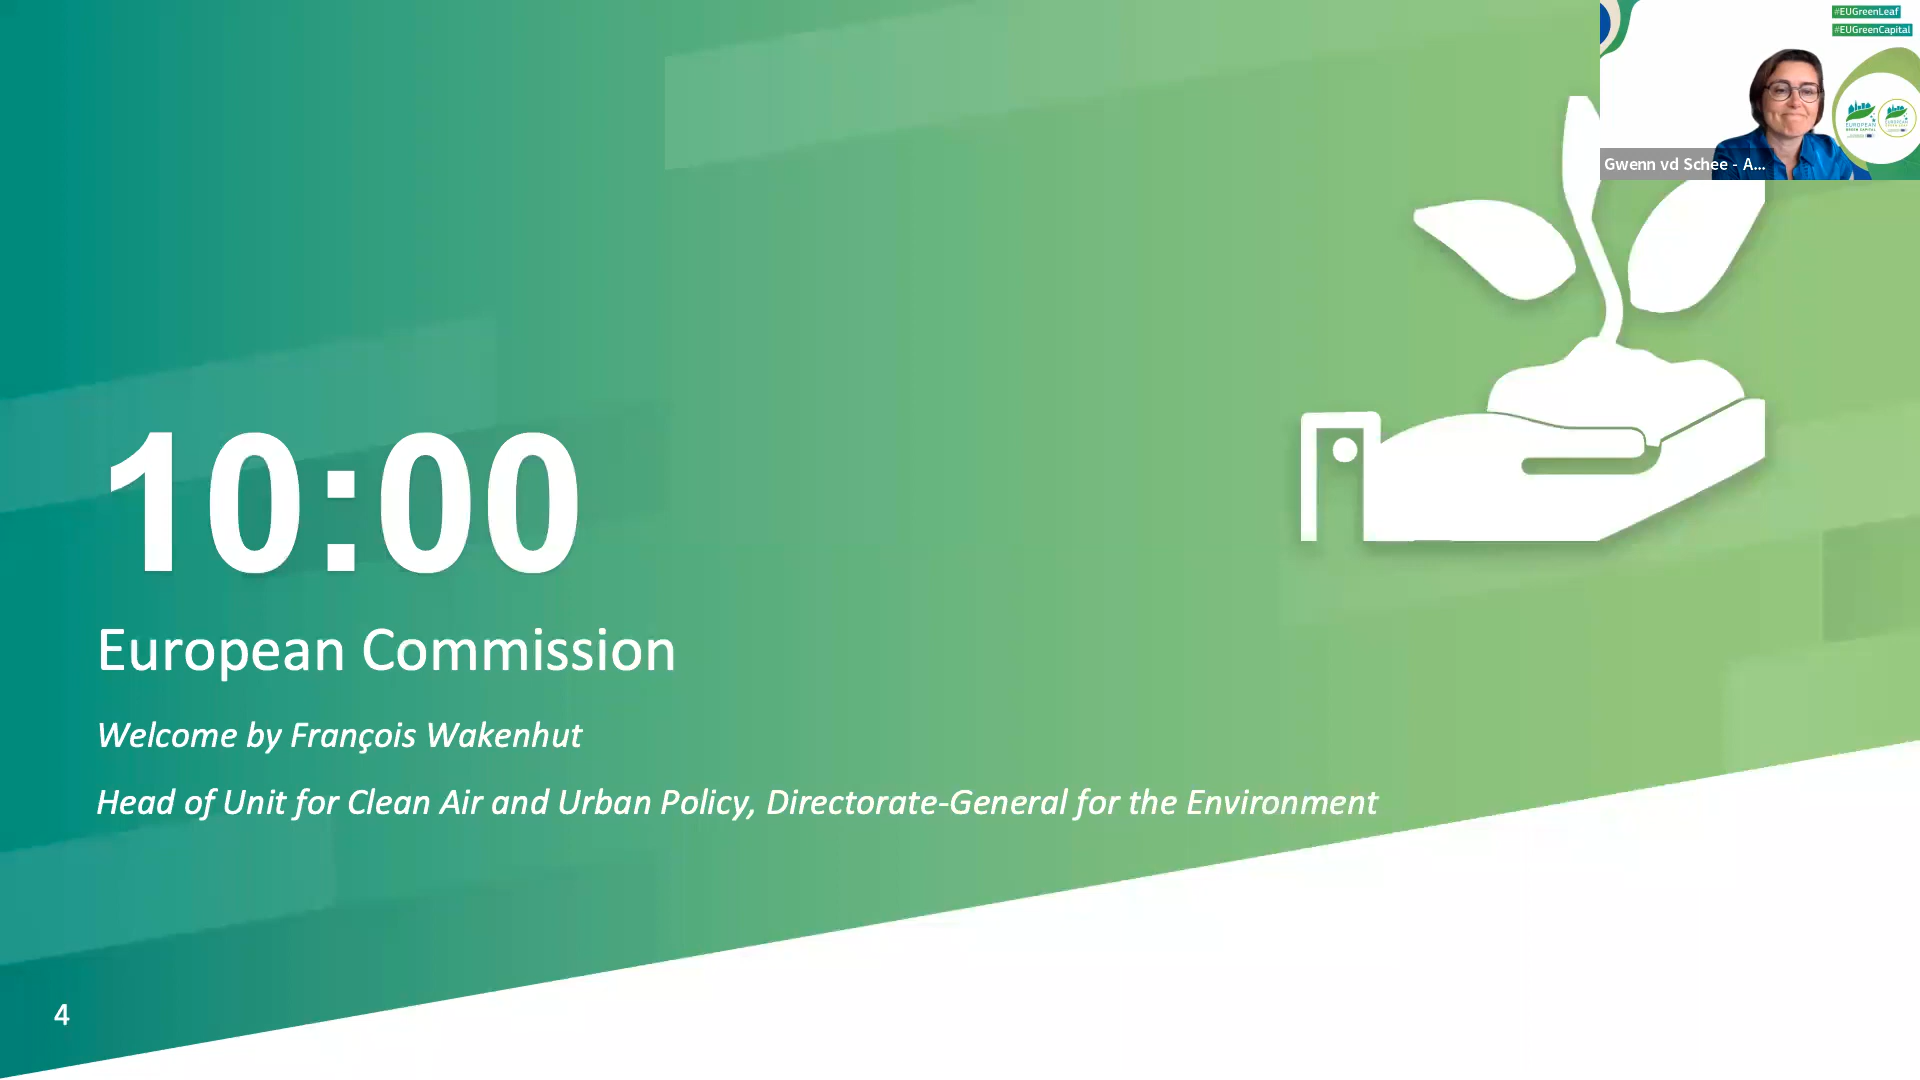 #EUGreenLeaf
#EUGreenCapital
Gwenn vd Schee - A...
10:00
European Commission
Welcome by François Wakenhut
Head of Unit for Clean Air and Urban Policy, Directorate-General for the Environment
4